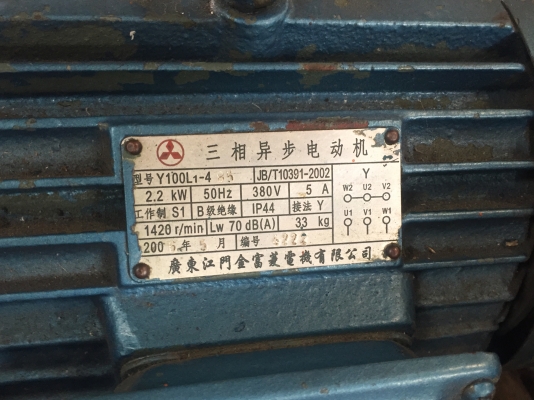 三相异步电动机
型号 Y100L1-4 JB/T10391-2002 Y
2.2 kW 50Hz 380V 5 A W2 U2 V2
工作制 S1 B级绝缘 IP44 接法 Y U1 V1 W1
1420 r/min Lw 70 dB(A) 33 kg
200 年 5 月 编号
廣東江門金富菱電機有限公司